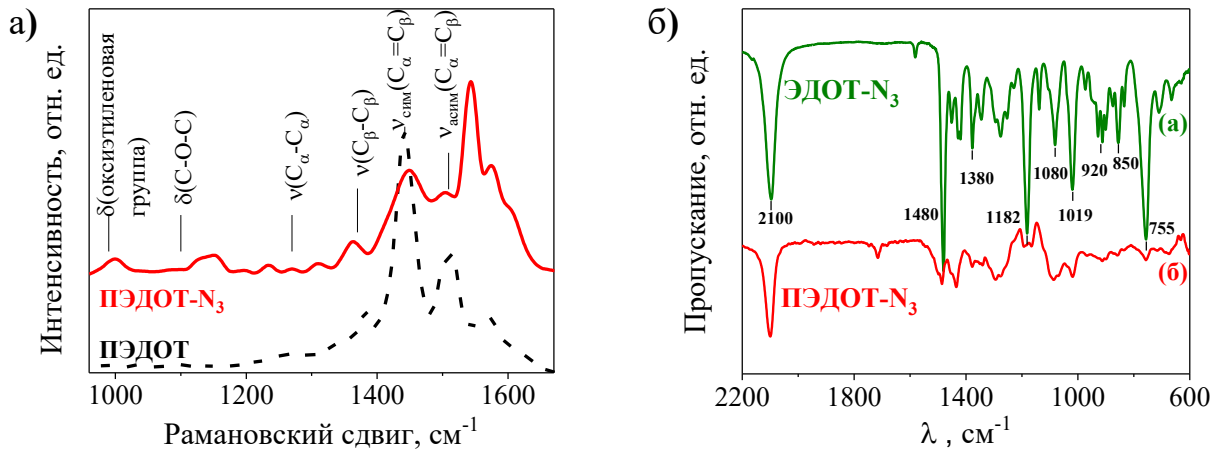 а)
Интенсивность, отн. ед.
δ(оксиэтиленовая
группа)
δ(C-O-C)
ν(Cα-Cα)
ν(Cβ-Cβ)
νсим(Cα=Cβ)
νасим(Cα=Cβ)
ПЭДОТ-N3
ПЭДОТ
1000 1200 1400 1600
Рамановский сдвиг, см-1
б)
Пропускание, отн. ед.
ЭДОТ-N3
(а)
2100
1480
1380
1182
1080
1019
920
850
755
ПЭДОТ-N3
(б)
2200 1800 1400 1000 600
λ , см-1